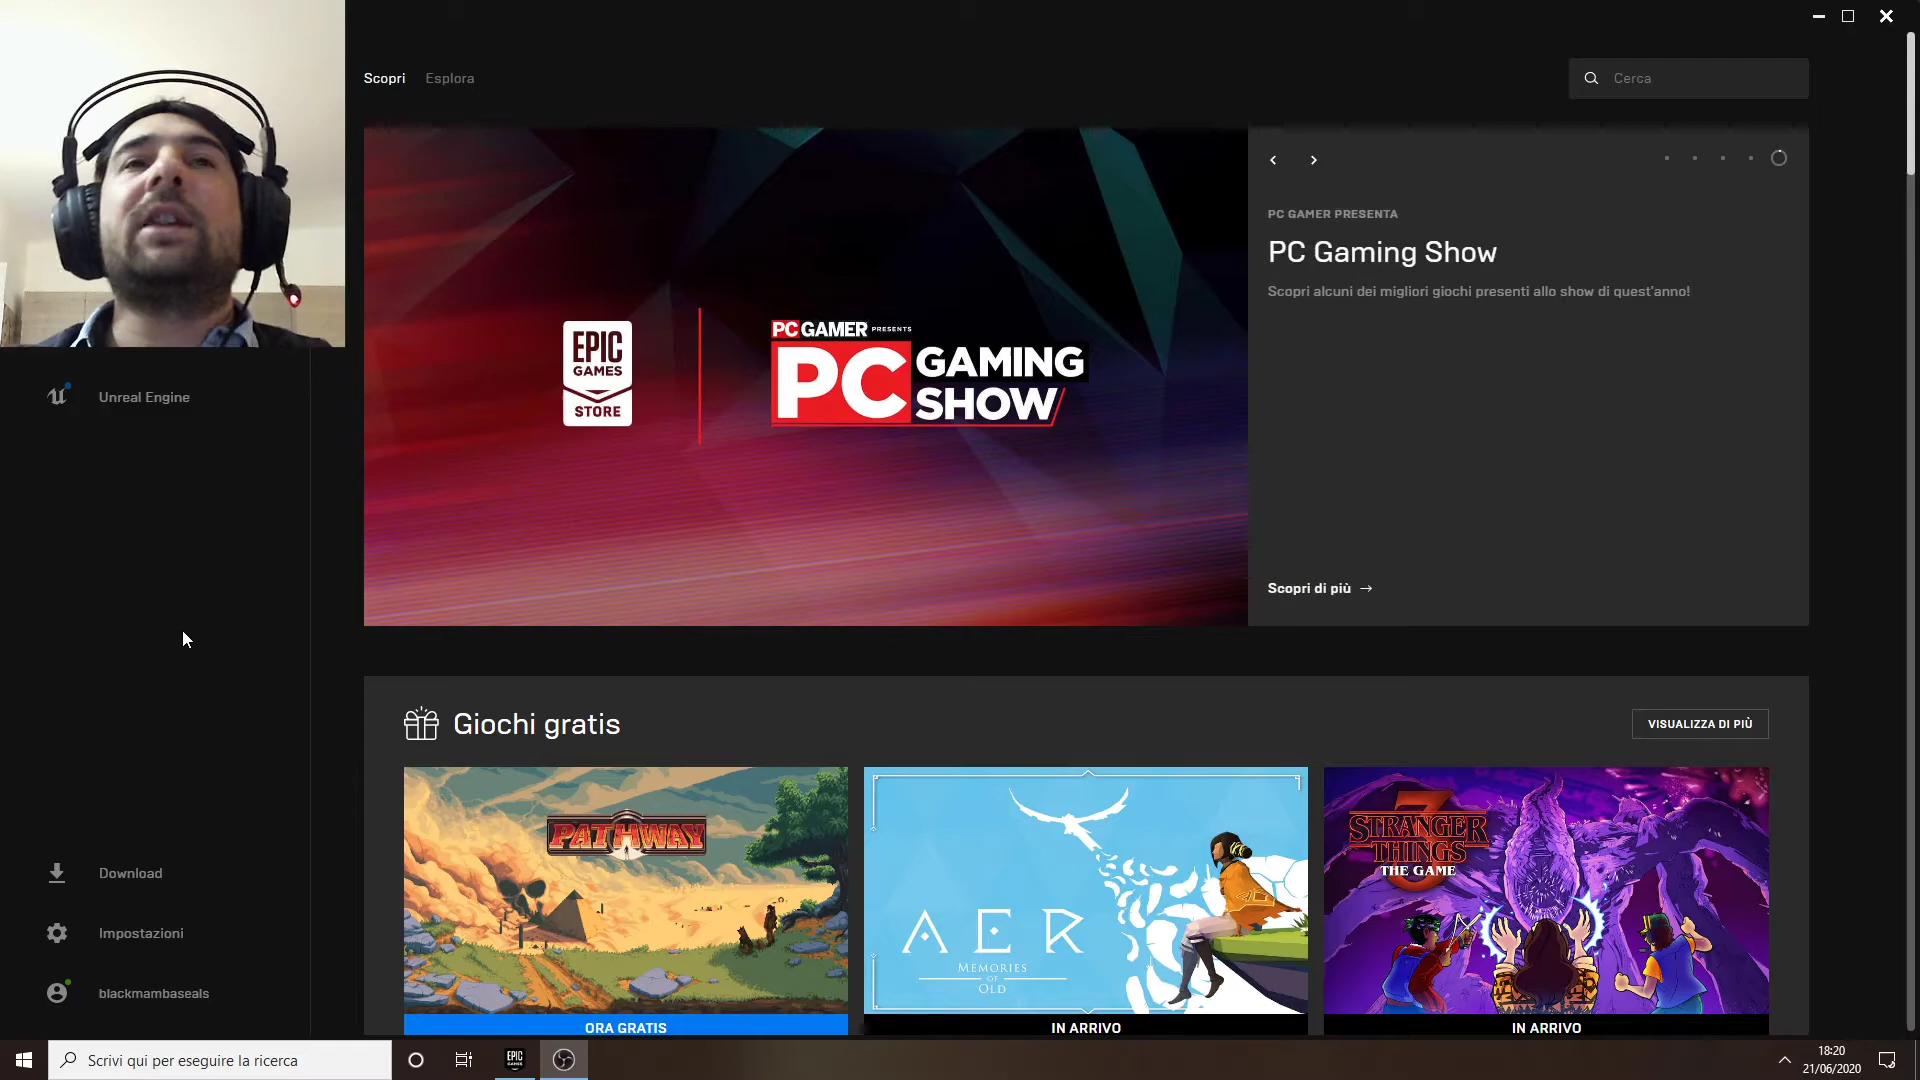 Scopri
Esplora
Cerca
EPIC
GAMES
STORE
PC GAMER PRESENTS
PC GAMING
SHOW
PC GAMER PRESENTA
PC Gaming Show
Scopri alcuni dei migliori giochi presenti allo show di quest'anno!
Scopri di più →
Unreal Engine
Giochi gratis
VISUALIZZA DI PIÙ
PATHWAY
AER
MEMORIES
OF
OLD
3
STRANGER
THINGS
THE GAME
ORA GRATIS
IN ARRIVO
IN ARRIVO
Download
Impostazioni
blackmambaseals
Scrivi qui per eseguire la ricerca
EPIC
GAMES
18:20
21/06/2020